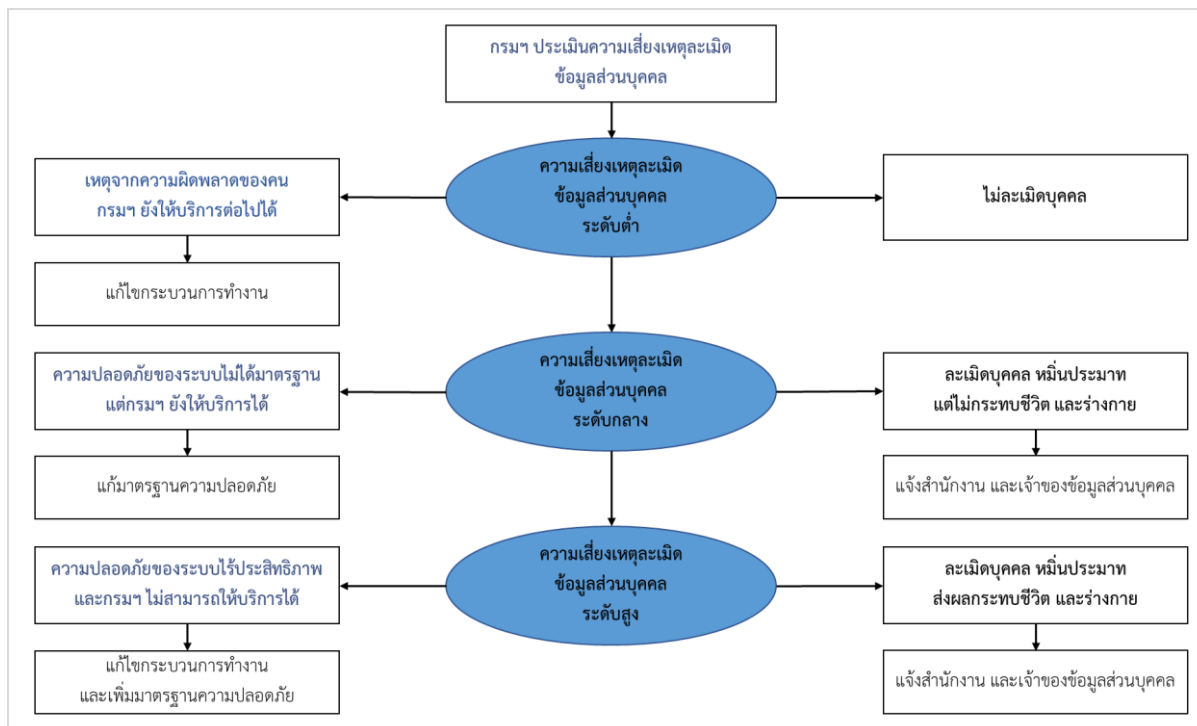 กรมฯ ประเมินความเสี่ยงเหตุละเมิด
ข้อมูลส่วนบุคคล
ความเสี่ยงเหตุละเมิด
ข้อมูลส่วนบุคคล
ระดับต่ำ
เหตุจากความผิดพลาดของคน
กรมฯ ยังให้บริการต่อไปได้
ไม่ละเมิดบุคคล
แก้ไขกระบวนการทำงาน
ความเสี่ยงเหตุละเมิด
ข้อมูลส่วนบุคคล
ระดับกลาง
ความปลอดภัยของระบบไม่ได้มาตรฐาน
แต่กรมฯ ยังให้บริการได้
ละเมิดบุคคล หมิ่นประมาท
แต่ไม่กระทบชีวิต และร่างกาย
แก้มาตรฐานความปลอดภัย
แจ้งสำนักงาน และเจ้าของข้อมูลส่วนบุคคล
ความเสี่ยงเหตุละเมิด
ข้อมูลส่วนบุคคล
ระดับสูง
ความปลอดภัยของระบบไร้ประสิทธิภาพ
และกรมฯ ไม่สามารถให้บริการได้
ละเมิดบุคคล หมิ่นประมาท
ส่งผลกระทบชีวิต และร่างกาย
แก้ไขกระบวนการทำงาน
และเพิ่มมาตรฐานความปลอดภัย
แจ้งสำนักงาน และเจ้าของข้อมูลส่วนบุคคล